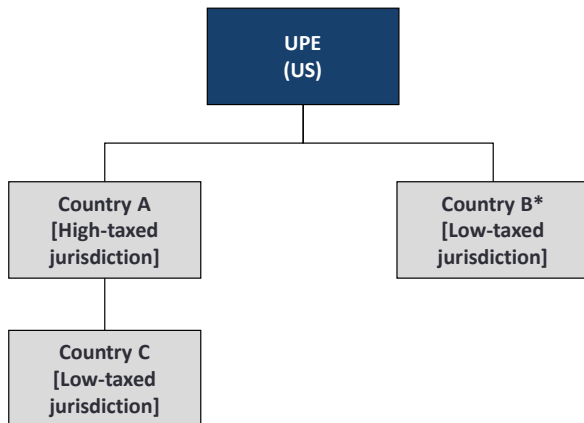 UPE
(US)
Country A
[High-taxed
jurisdiction]
Country B*
[Low-taxed
jurisdiction]
Country C
[Low-taxed
jurisdiction]